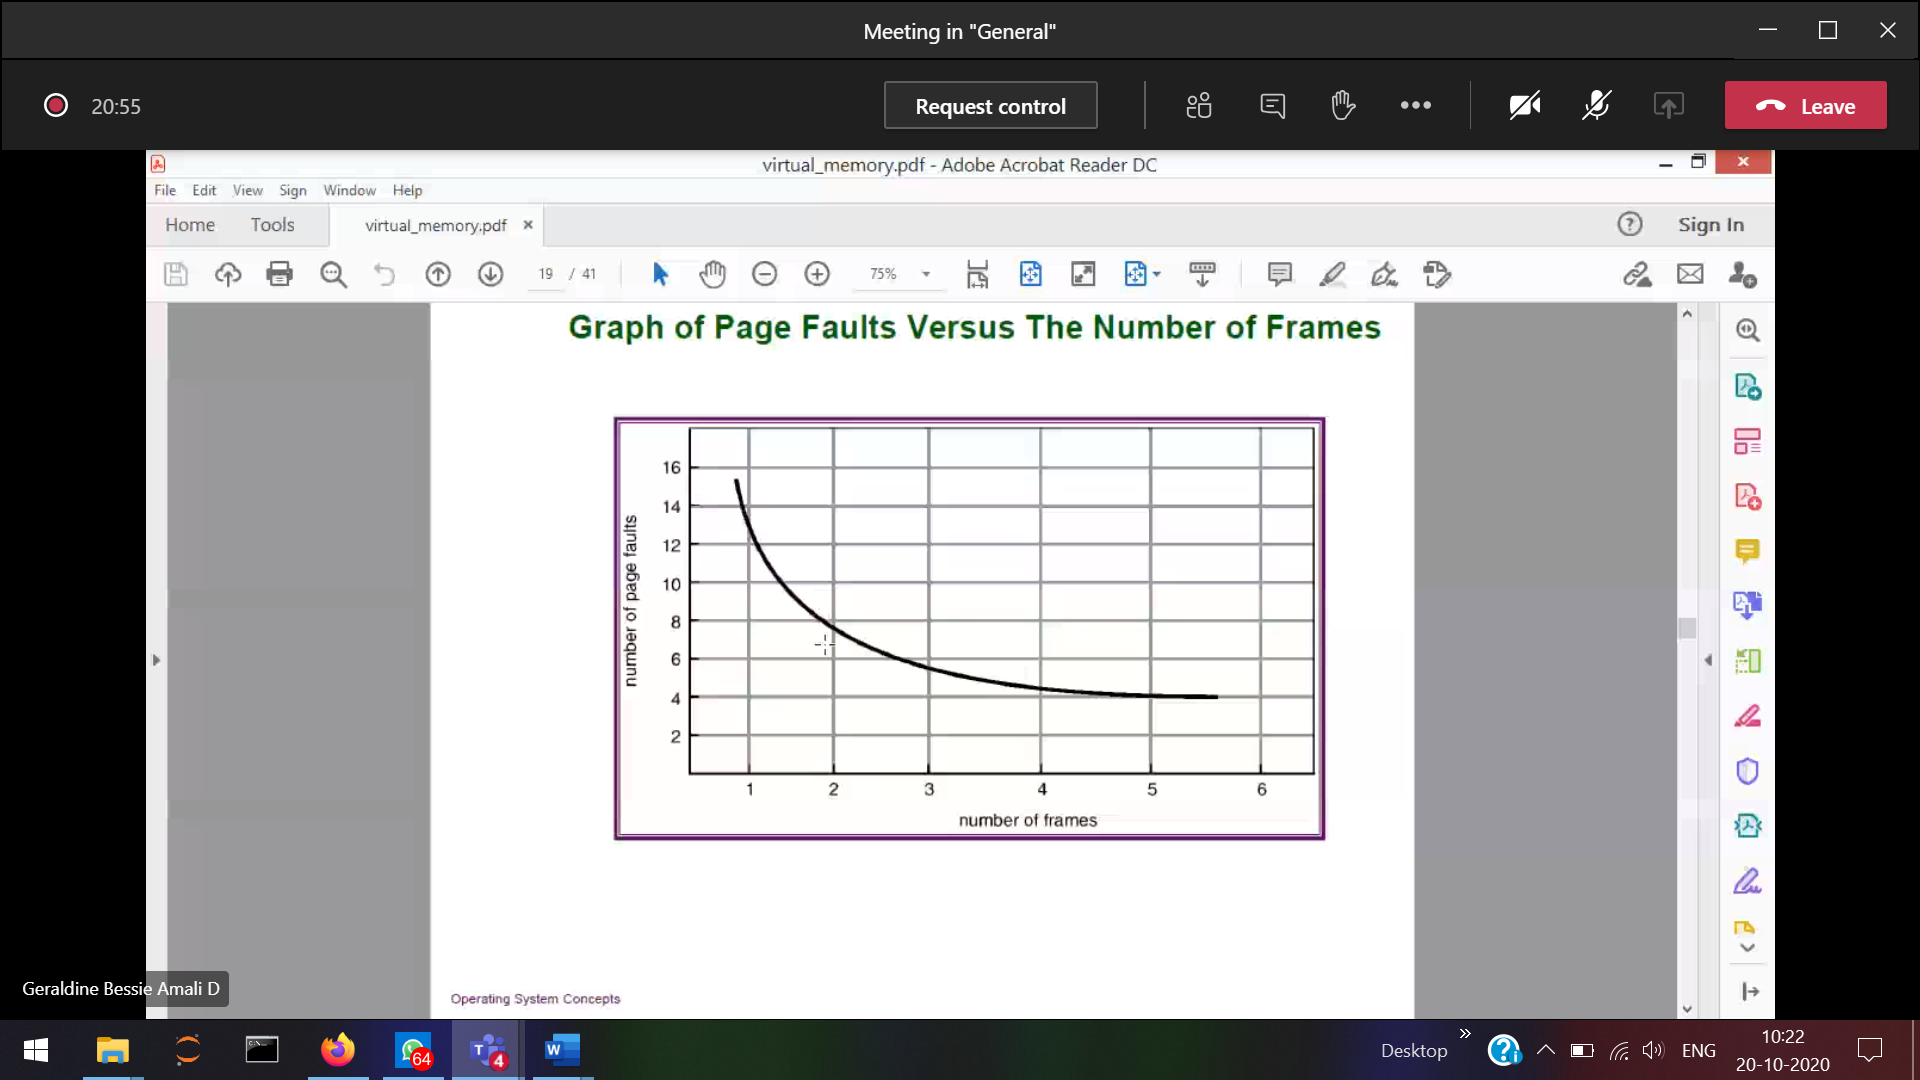 Meeting in "General"
20:55
Request control
Leave
virtual_memory.pdf - Adobe Acrobat Reader DC
File Edit View Sign Window Help
Home Tools virtual_memory.pdf × Sign In
19 / 41 75%
Graph of Page Faults Versus The Number of Frames
number of page faults
16
14
12
10
8
6
4
2
1 2 3 4 5 6
number of frames
Operating System Concepts
Geraldine Bessie Amali D
64
4
Desktop
ENG
10:22
20-10-2020